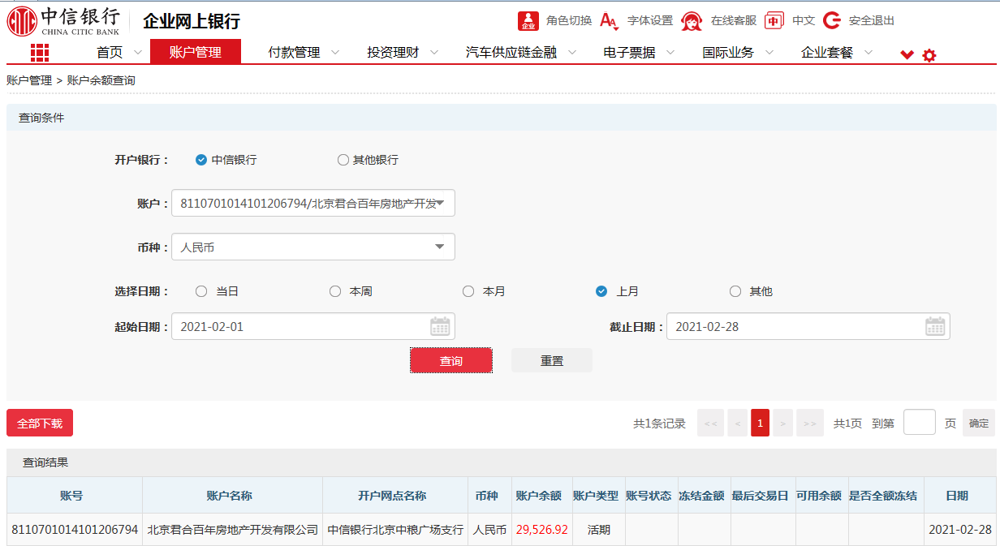 中信银行 企业网上银行 企业 角色切换 字体设置 在线客服 中 中文 安全退出
CHINA CITIC BANK
首页 账户管理 付款管理 投资理财 汽车供应链金融 电子票据 国际业务 企业套餐
账户管理 > 账户余额查询
查询条件
开户银行： 中信银行 其他银行
账户： 8110701014101206794/北京君合百年房地产开发
币种： 人民币
选择日期： 当日 本周 本月 上月 其他
起始日期： 2021-02-01 截止日期： 2021-02-28
查询 重置
全部下载 共1条记录 << < 1 > >> 共1页 到第 页 确定
查询结果
账号 账户名称 开户网点名称 币种 账户余额 账户类型 账号状态 冻结金额 最后交易日 可用余额 是否全额冻结 日期
8110701014101206794 北京君合百年房地产开发有限公司 中信银行北京中粮广场支行 人民币 29,526.92 活期 2021-02-28